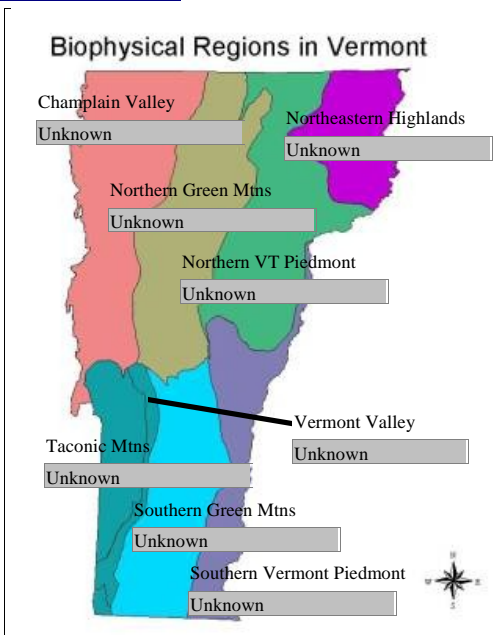 Biophysical Regions in Vermont
Champlain Valley
Unknown
Northeastern Highlands
Unknown
Northern Green Mtns
Unknown
Northern VT Piedmont
Unknown
Vermont Valley
Unknown
Taconic Mtns
Unknown
Southern Green Mtns
Unknown
Southern Vermont Piedmont
Unknown
N
W E
S